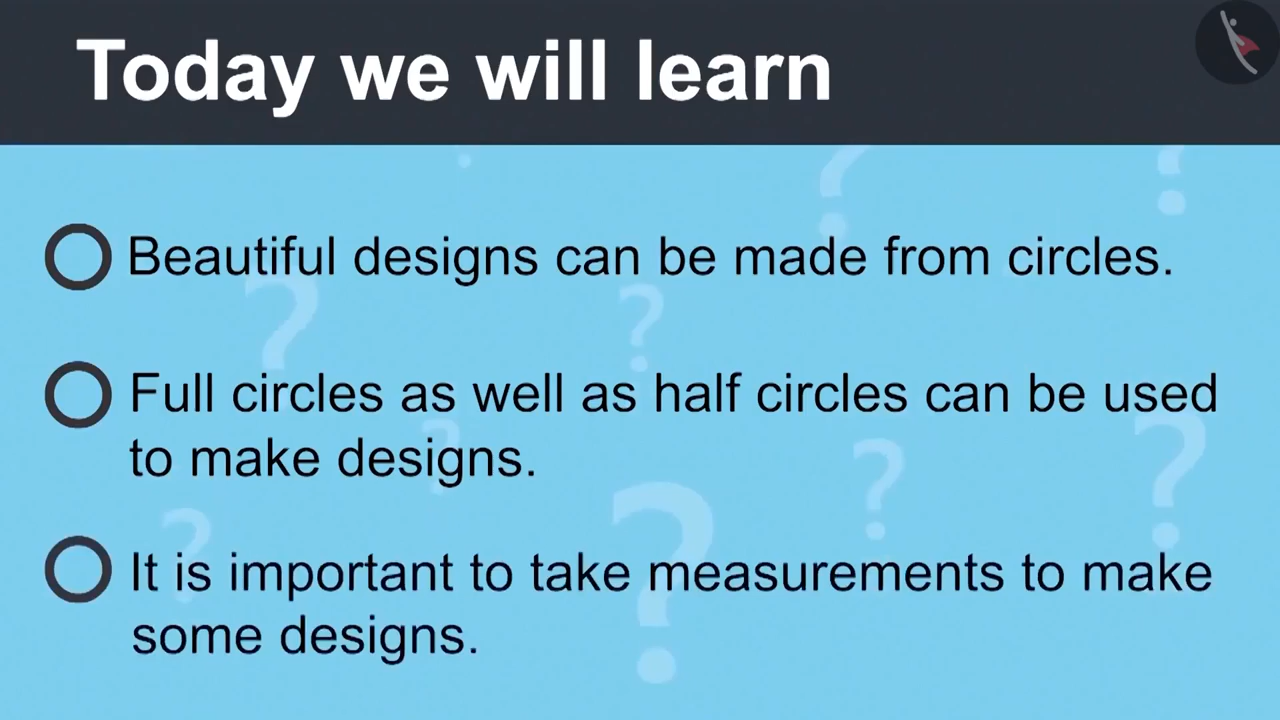 Today we will learn
Beautiful designs can be made from circles.
Full circles as well as half circles can be used
to make designs.
It is important to take measurements to make
some designs.